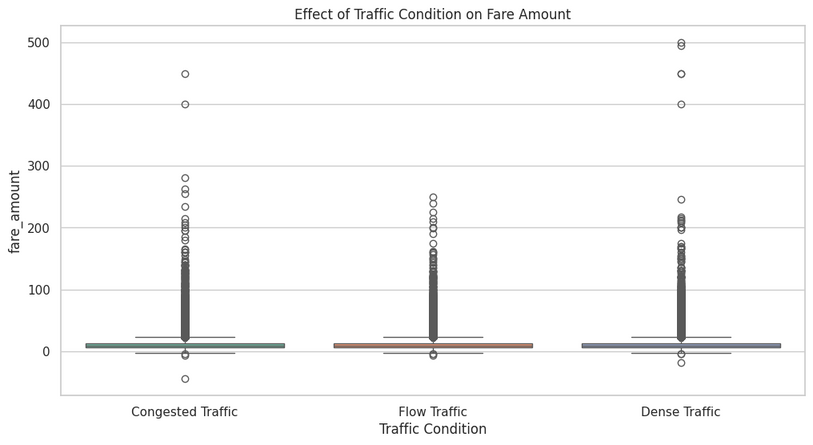 Effect of Traffic Condition on Fare Amount
500
400
300
200
100
0
fare_amount
Congested Traffic
Flow Traffic
Dense Traffic
Traffic Condition